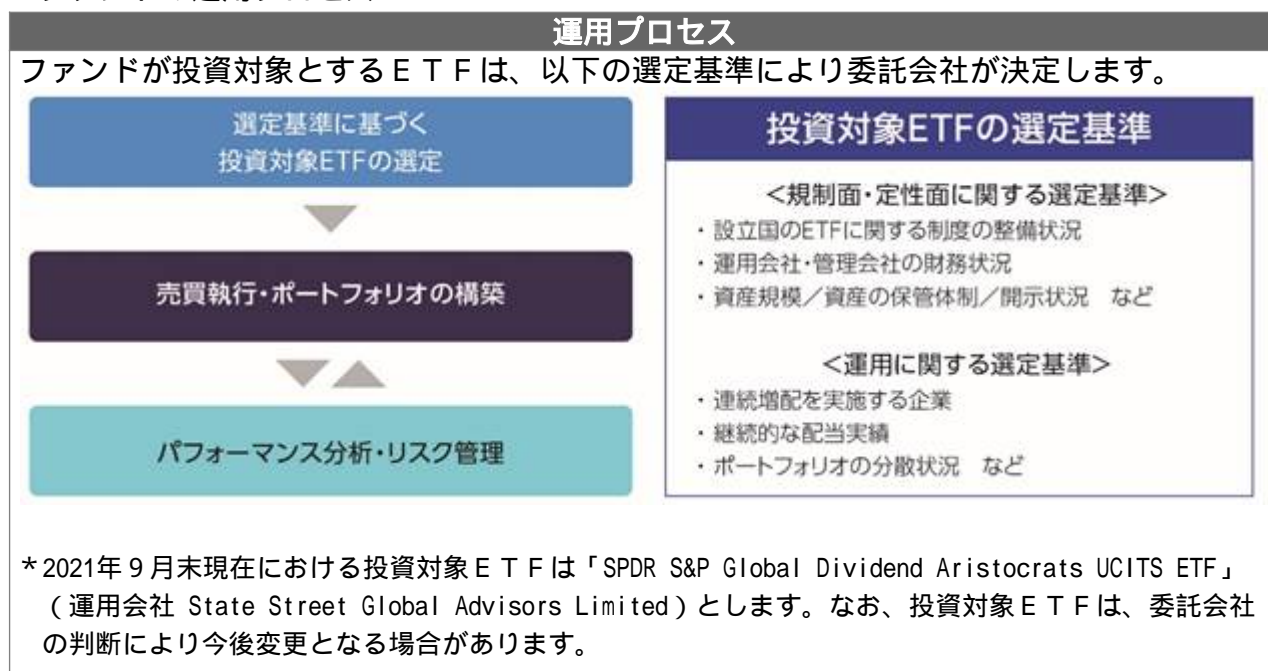 運用プロセス
ファンドが投資対象とするＥＴＦは、以下の選定基準により委託会社が決定します。
選定基準に基づく
投資対象ETFの選定
売買執行・ポートフォリオの構築
パフォーマンス分析・リスク管理
投資対象ETFの選定基準
＜規制面・定性面に関する選定基準＞
・設立国のETFに関する制度の整備状況
・運用会社・管理会社の財務状況
・資産規模／資産の保管体制／開示状況　など
＜運用に関する選定基準＞
・連続増配を実施する企業
・継続的な配当実績
・ポートフォリオの分散状況　など
＊2021年９月末現在における投資対象ＥＴＦは「SPDR S&P Global Dividend Aristocrats UCITS ETF」
（運用会社 State Street Global Advisors Limited）とします。なお、投資対象ＥＴＦは、委託会社
の判断により今後変更となる場合があります。